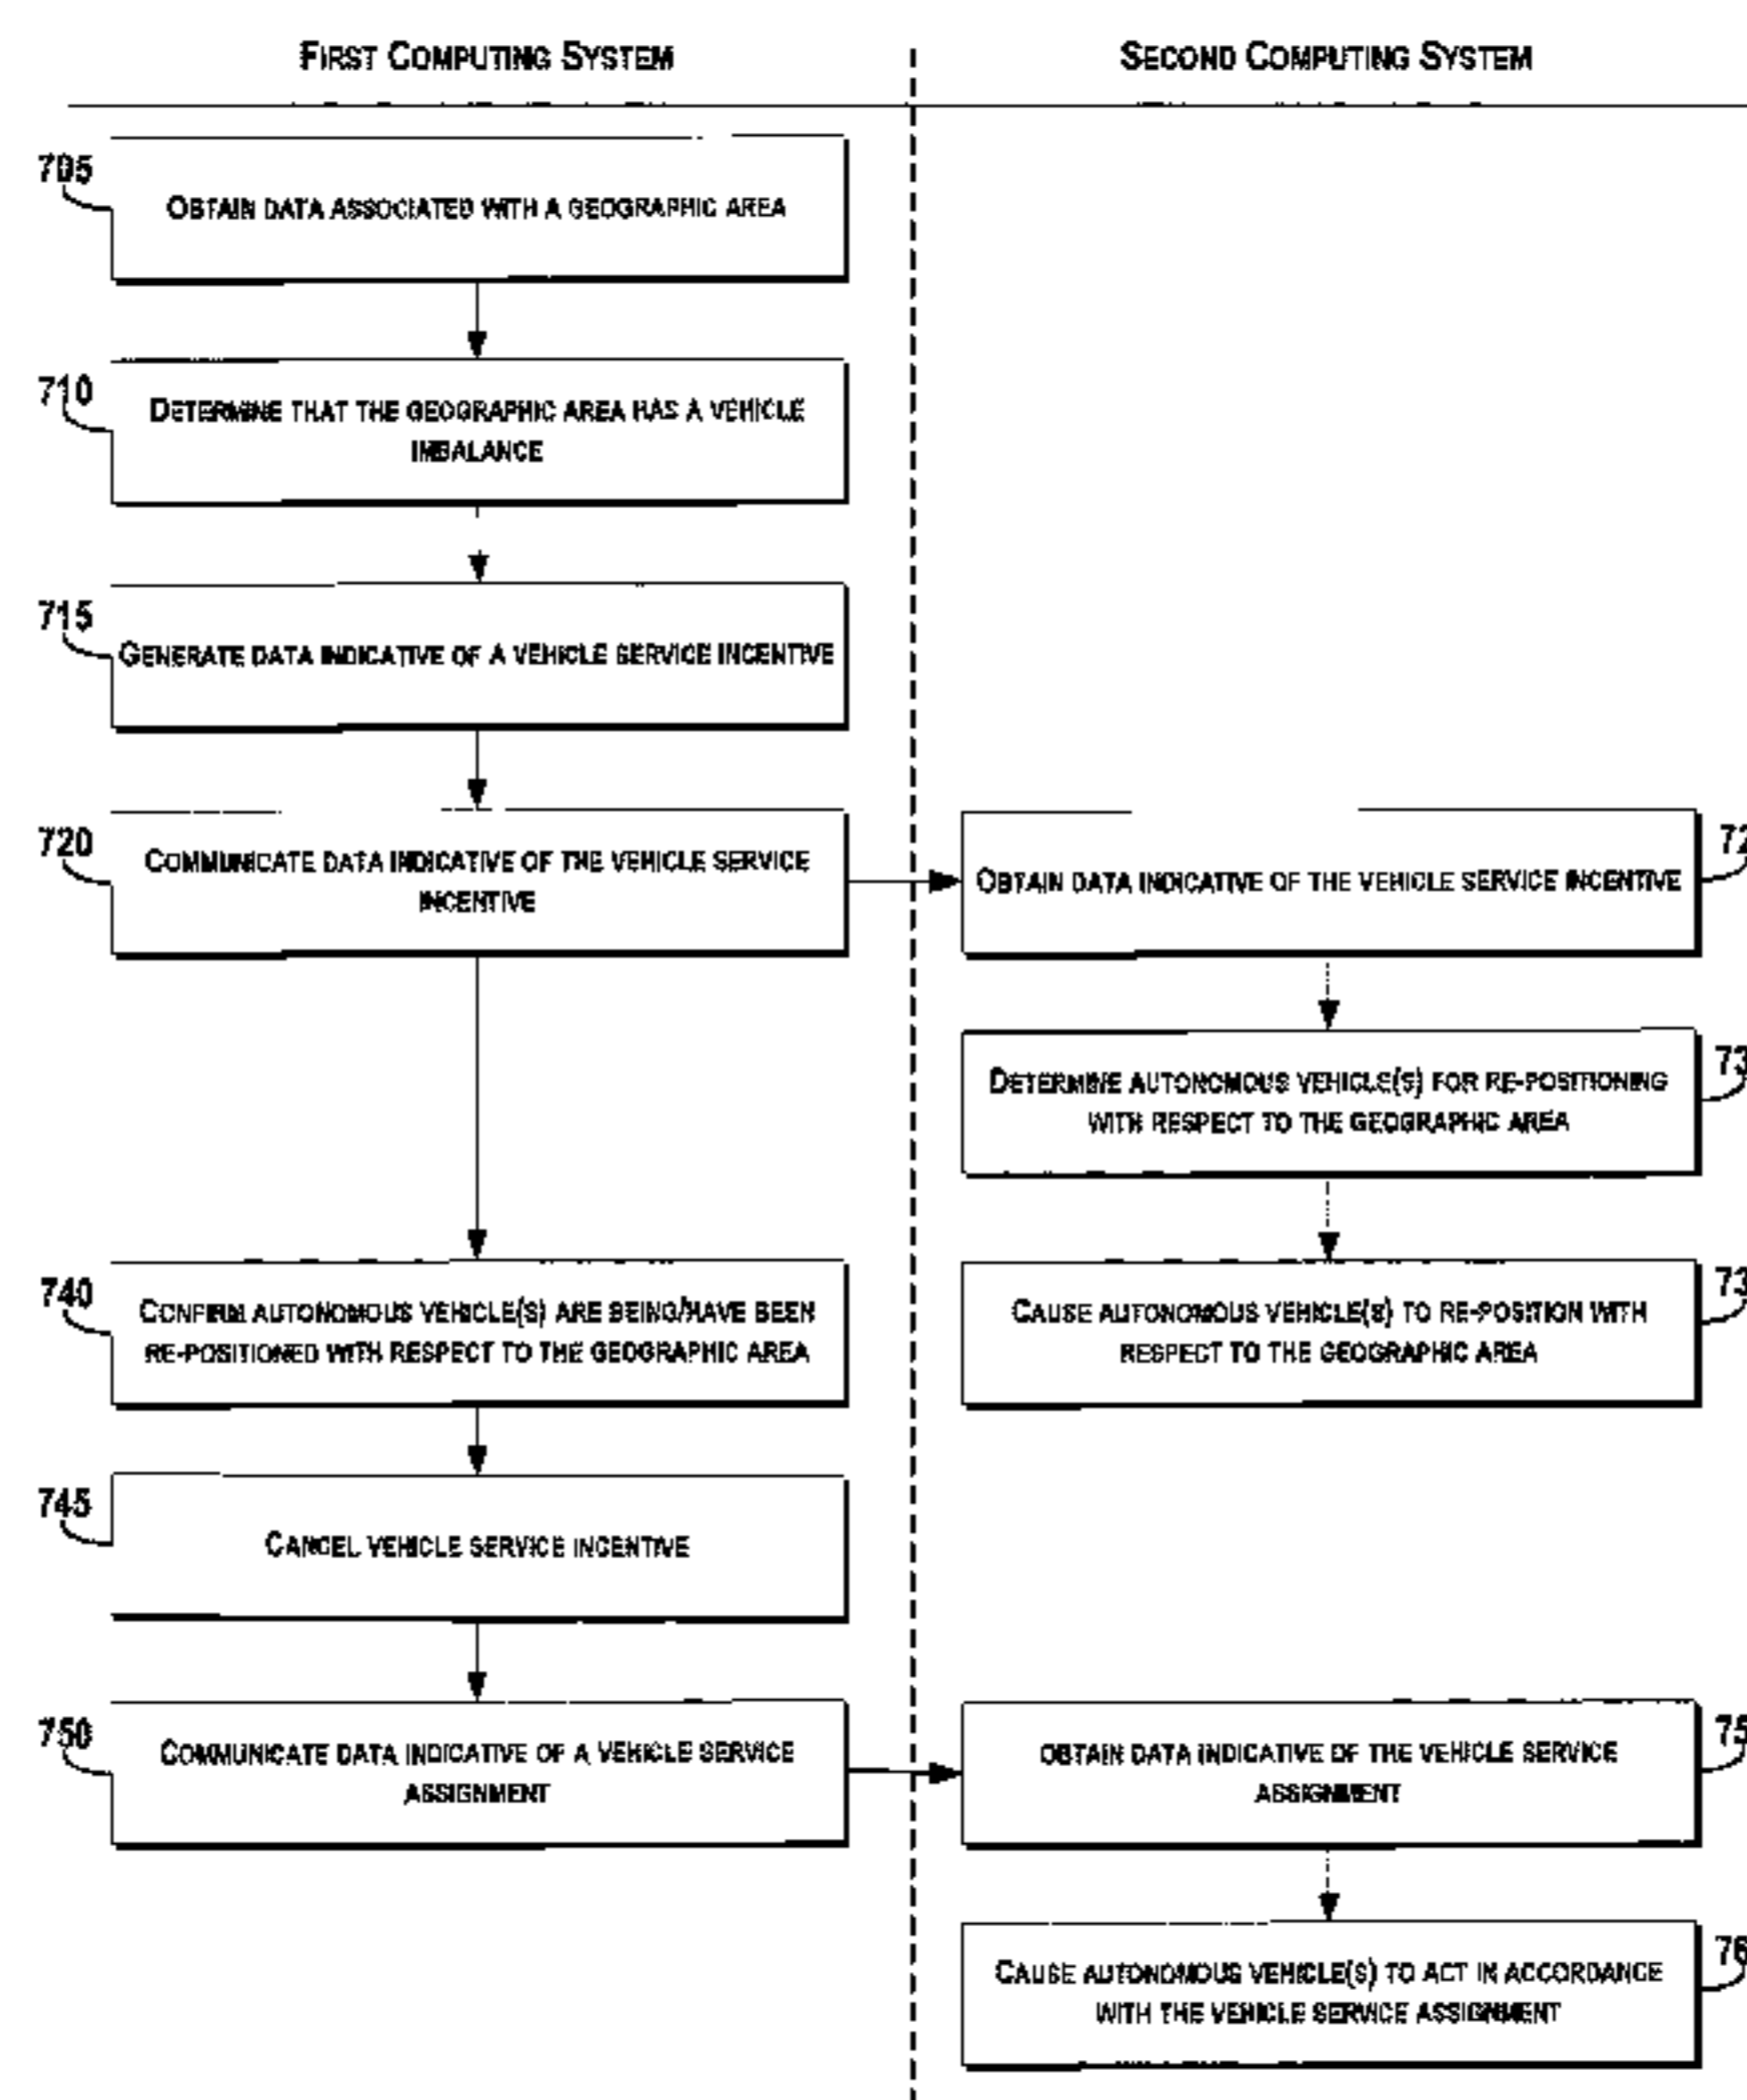 FIRST COMPUTING SYSTEM
SECOND COMPUTING SYSTEM
705
OBTAIN DATA ASSOCIATED WITH A GEOGRAPHIC AREA
710
DETERMINE THAT THE GEOGRAPHIC AREA HAS A VEHICLE
IMBALANCE
715
GENERATE DATA INDICATIVE OF A VEHICLE SERVICE INCENTIVE
720
COMMUNICATE DATA INDICATIVE OF THE VEHICLE SERVICE
INCENTIVE
OBTAIN DATA INDICATIVE OF THE VEHICLE SERVICE INCENTIVE
DETERMINE AUTONOMOUS VEHICLE(S) FOR RE-POSITIONING
WITH RESPECT TO THE GEOGRAPHIC AREA
740
CONFIRM AUTONOMOUS VEHICLE(S) ARE BEING/HAVE BEEN
RE-POSITIONED WITH RESPECT TO THE GEOGRAPHIC AREA
CAUSE AUTONOMOUS VEHICLE(S) TO RE-POSITION WITH
RESPECT TO THE GEOGRAPHIC AREA
745
CANCEL VEHICLE SERVICE INCENTIVE
750
COMMUNICATE DATA INDICATIVE OF A VEHICLE SERVICE
ASSIGNMENT
OBTAIN DATA INDICATIVE OF THE VEHICLE SERVICE
ASSIGNMENT
CAUSE AUTONOMOUS VEHICLE(S) TO ACT IN ACCORDANCE
WITH THE VEHICLE SERVICE ASSIGNMENT